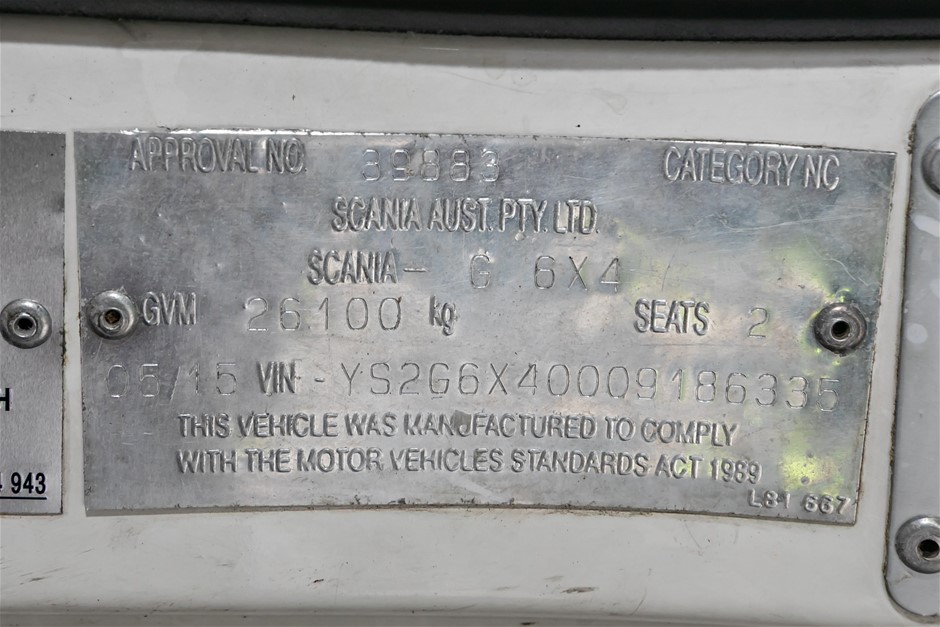 APPROVAL NO. 39883 CATEGORY NC
SCANIA AUST. PTY. LTD.
SCANIA - G 6X4
GVM 26100 kg SEATS 2
05/15 VIN - YS2G6X40009186335
THIS VEHICLE WAS MANUFACTURED TO COMPLY
WITH THE MOTOR VEHICLES STANDARDS ACT 1989
L81 667
H
943